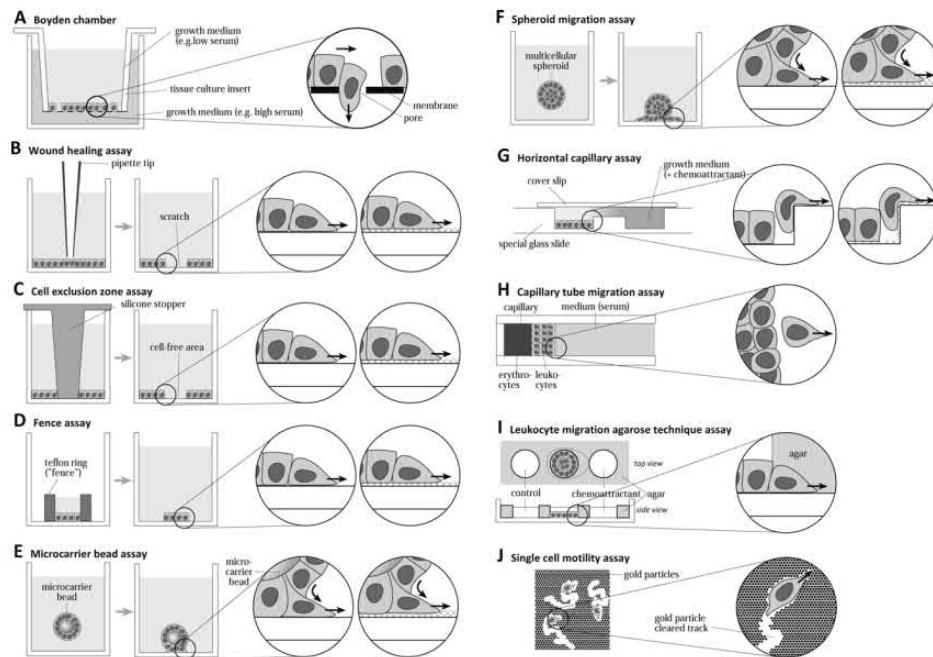 A Boyden chamber
growth medium
(e.g.low serum)
tissue culture insert
growth medium (e.g. high serum)
membrane
pore
B Wound healing assay
pipette tip
scratch
C Cell exclusion zone assay
silicone stopper
cell-free area
D Fence assay
teflon ring
("fence")
E Microcarrier bead assay
microcarrier
bead
micro-
carrier
bead
F Spheroid migration assay
multicellular
spheroid
G Horizontal capillary assay
growth medium
(+ chemoattractant)
cover slip
special glass slide
H Capillary tube migration assay
capillary
medium (serum)
erythro-
cytes
leuko-
cytes
I Leukocyte migration agarose technique assay
top view
control
chemoattractant
agar
side view
agar
J Single cell motility assay
gold particles
gold particle
cleared track